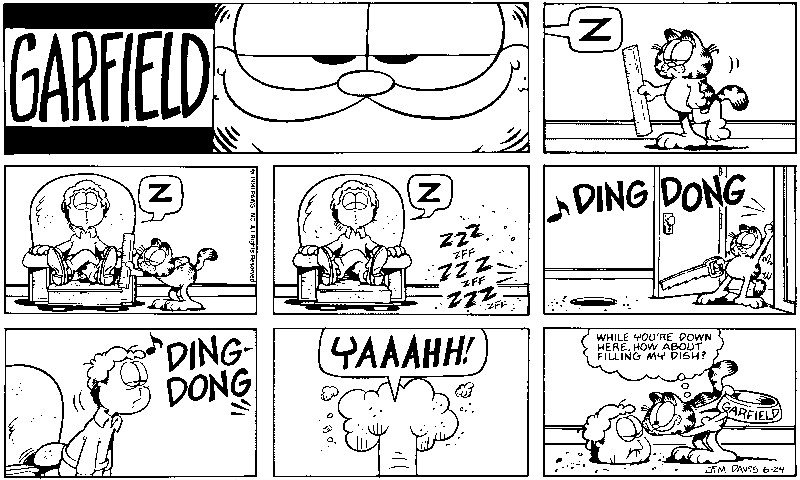 GARFIELD
Z
Z
Z
ZZZ
ZFF
ZZZ
ZFF
ZZZ
ZFF
DING DONG
DING-
DONG
YAAAHH!
WHILE YOU'RE DOWN
HERE, HOW ABOUT
FILLING MY DISH?
GARFIELD
JIM DAVIS 6-24